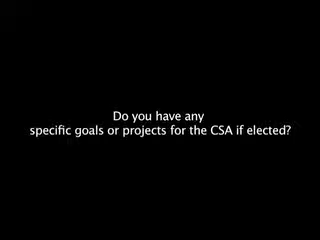 Do you have any
specific goals or projects for the CSA if elected?